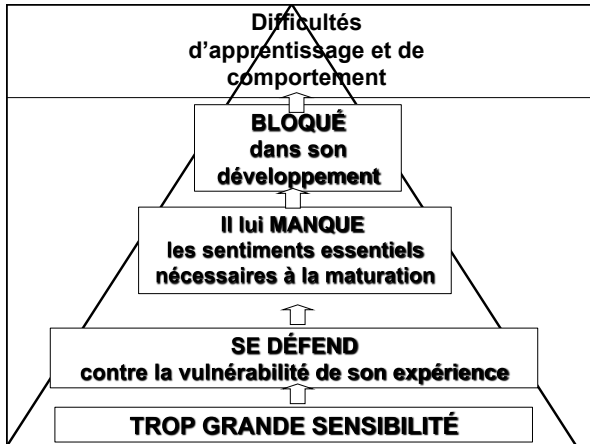 Difficultés
d’apprentissage et de
comportement
BLOQUÉ
dans son
développement
Il lui MANQUE
les sentiments essentiels
nécessaires à la maturation
SE DÉFEND
contre la vulnérabilité de son expérience
TROP GRANDE SENSIBILITÉ